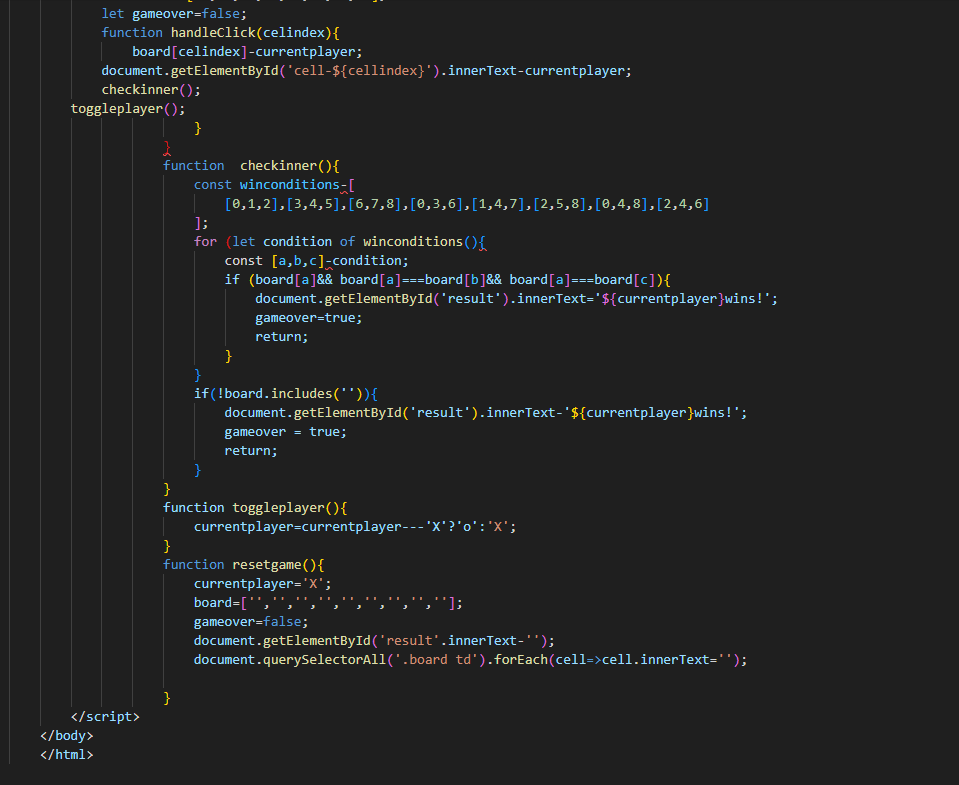 let gameover=false;
function handleClick(celindex){
board[celindex]-currentplayer;
document.getElementById('cell-${cellindex}').innerText-currentplayer;
checkinner();
toggleplayer();
}
}
function  checkinner(){
const winconditions-[
[0,1,2],[3,4,5],[6,7,8],[0,3,6],[1,4,7],[2,5,8],[0,4,8],[2,4,6]
];
for (let condition of winconditions(){
const [a,b,c]-condition;
if (board[a]&& board[a]===board[b]&& board[a]===board[c]){
document.getElementById('result').innerText='${currentplayer}wins!';
gameover=true;
return;
}
}
if(!board.includes('')){
document.getElementById('result').innerText-'${currentplayer}wins!';
gameover = true;
return;
}
}
function toggleplayer(){
currentplayer=currentplayer---'X'?'o':'X';
}
function resetgame(){
currentplayer='X';
board=['','','','','','','','',''];
gameover=false;
document.getElementById('result'.innerText-'');
document.querySelectorAll('.board td').forEach(cell=>cell.innerText='');
}
</script>
</body>
</html>